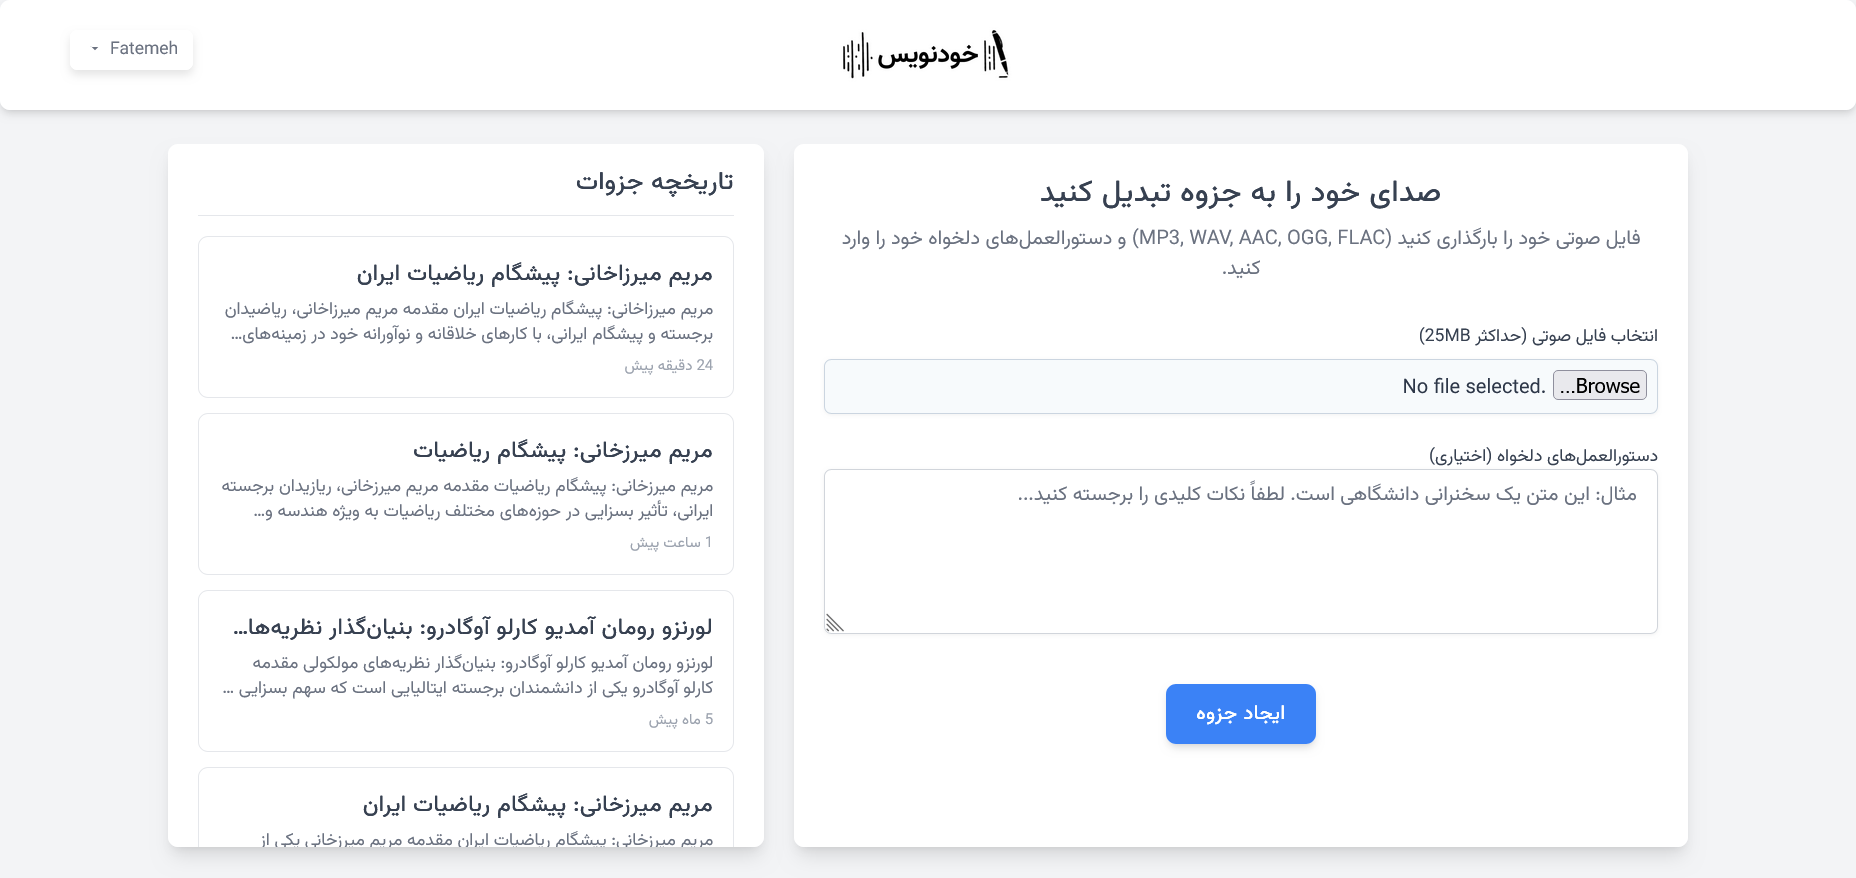 خودنویس
Fatemeh
صدای خود را به جزوه تبدیل کنید
فایل صوتی خود را بارگذاری کنید (MP3, WAV, AAC, OGG, FLAC) و دستورالعمل‌های دلخواه خود را وارد
کنید.
انتخاب فایل صوتی (حداکثر 25MB)
Browse... No file selected.
دستورالعمل‌های دلخواه (اختیاری)
مثال: این متن یک سخنرانی دانشگاهی است. لطفاً نکات کلیدی را برجسته کنید...
ایجاد جزوه
تاریخچه جزوات
مریم میرزاخانی: پیشگام ریاضیات ایران
مریم میرزاخانی: پیشگام ریاضیات ایران مقدمه مریم میرزاخانی، ریاضیدان
برجسته و پیشگام ایرانی، با کارهای خلاقانه و نوآورانه خود در زمینه‌های...
24 دقیقه پیش
مریم میرزخانی: پیشگام ریاضیات
مریم میرزخانی: پیشگام ریاضیات مقدمه مریم میرزخانی، ریازیدان برجسته
ایرانی، تأثیر بسزایی در حوزه‌های مختلف ریاضیات به ویژه هندسه و...
1 ساعت پیش
لورنزو رومان آمدیو کارلو آوگادرو: بنیان‌گذار نظریه‌ها...
لورنزو رومان آمدیو کارلو آوگادرو: بنیان‌گذار نظریه‌های مولکولی مقدمه
کارلو آوگادرو یکی از دانشمندان برجسته ایتالیایی است که سهم بسزایی ...
5 ماه پیش
مریم میرزخانی: پیشگام ریاضیات ایران
مریم میرزخانی: پیشگام ریاضیات ایران مقدمه مریم میرزخانی یکی از